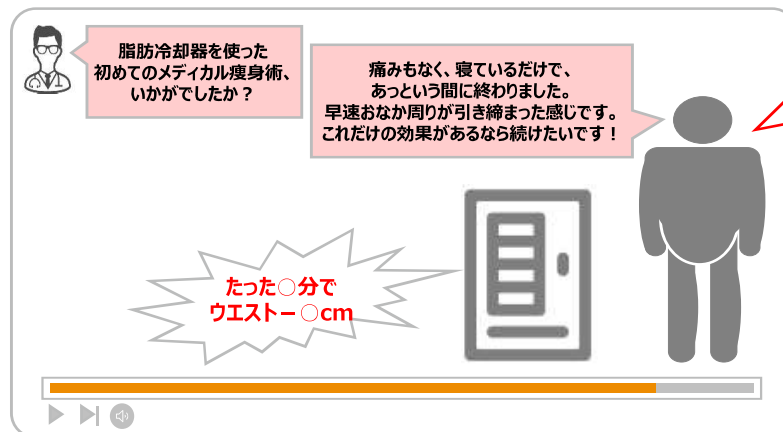 脂肪冷却器を使った
初めてのメディカル痩身術、
いかがでしたか？
痛みもなく、寝ているだけで、
あっという間に終わりました。
早速おなか周りが引き締まった感じです。
これだけの効果があるなら続けたいです！
たった○分で
ウエスト－○cm